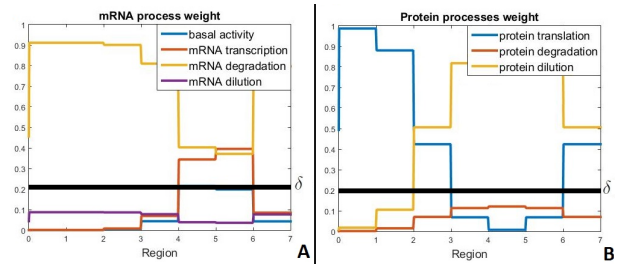 mRNA process weight
1
0.9
0.8
0.7
0.6
0.5
0.4
0.3
0.2
0.1
0
0 1 2 3 4 5 6 7
Region
basal activity
mRNA transcription
mRNA degradation
mRNA dilution
δ
A
Protein processes weight
1
0.9
0.8
0.7
0.6
0.5
0.4
0.3
0.2
0.1
0
0 1 2 3 4 5 6 7
Region
protein translation
protein degradation
protein dilution
δ
B